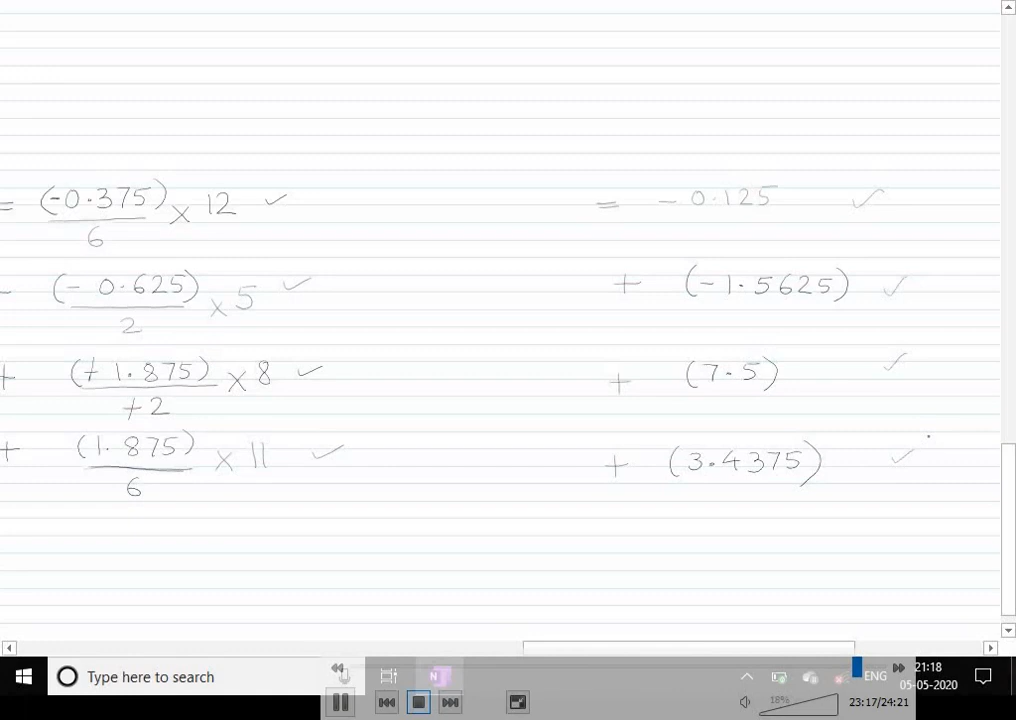 = (-0.375)/6 × 12 ✓ = - 0.125 ✓
- (- 0.625)/2 × 5 ✓ + (-1.5625) ✓
+ (+ 1.875)/+2 × 8 ✓ + (7.5) ✓
+ (1.875)/6 × 11 ✓ + (3.4375) ✓
Type here to search
ENG
21:18
05-05-2020
18%
23:17/24:21